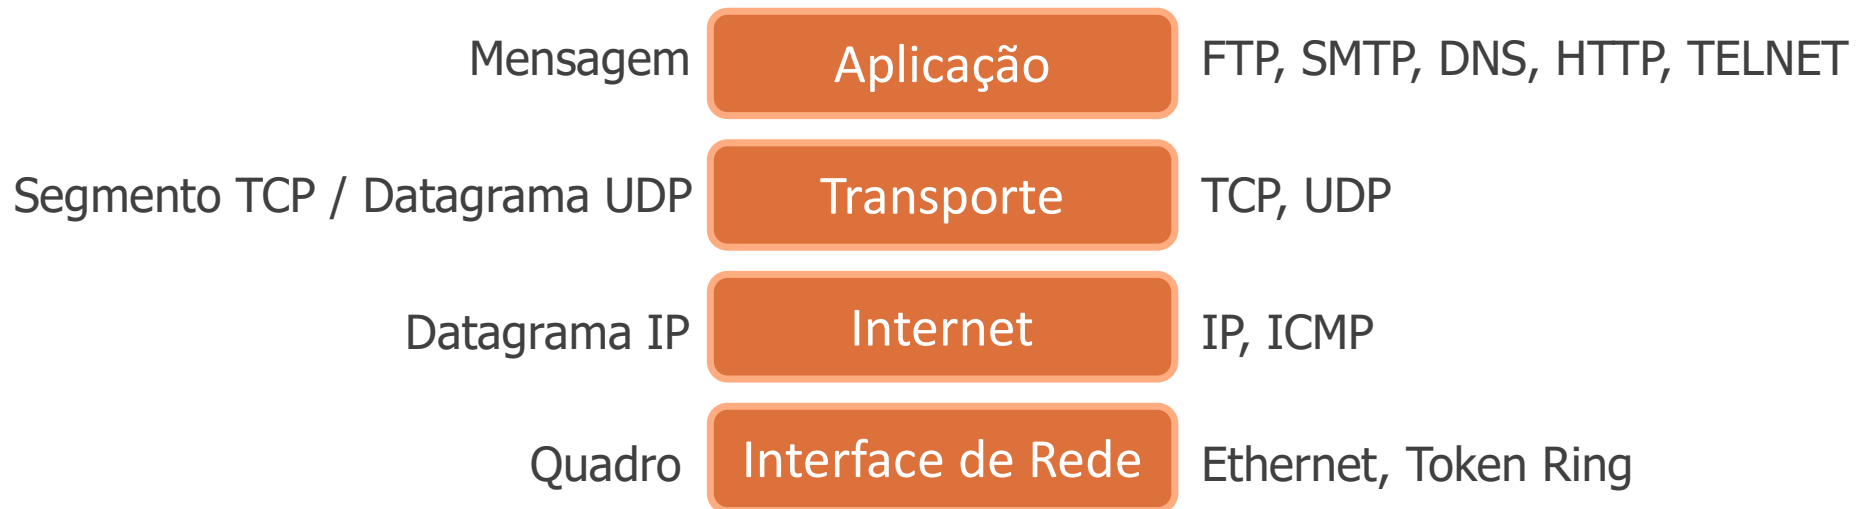 Mensagem Aplicação FTP, SMTP, DNS, HTTP, TELNET
Segmento TCP / Datagrama UDP Transporte TCP, UDP
Datagrama IP Internet IP, ICMP
Quadro Interface de Rede Ethernet, Token Ring